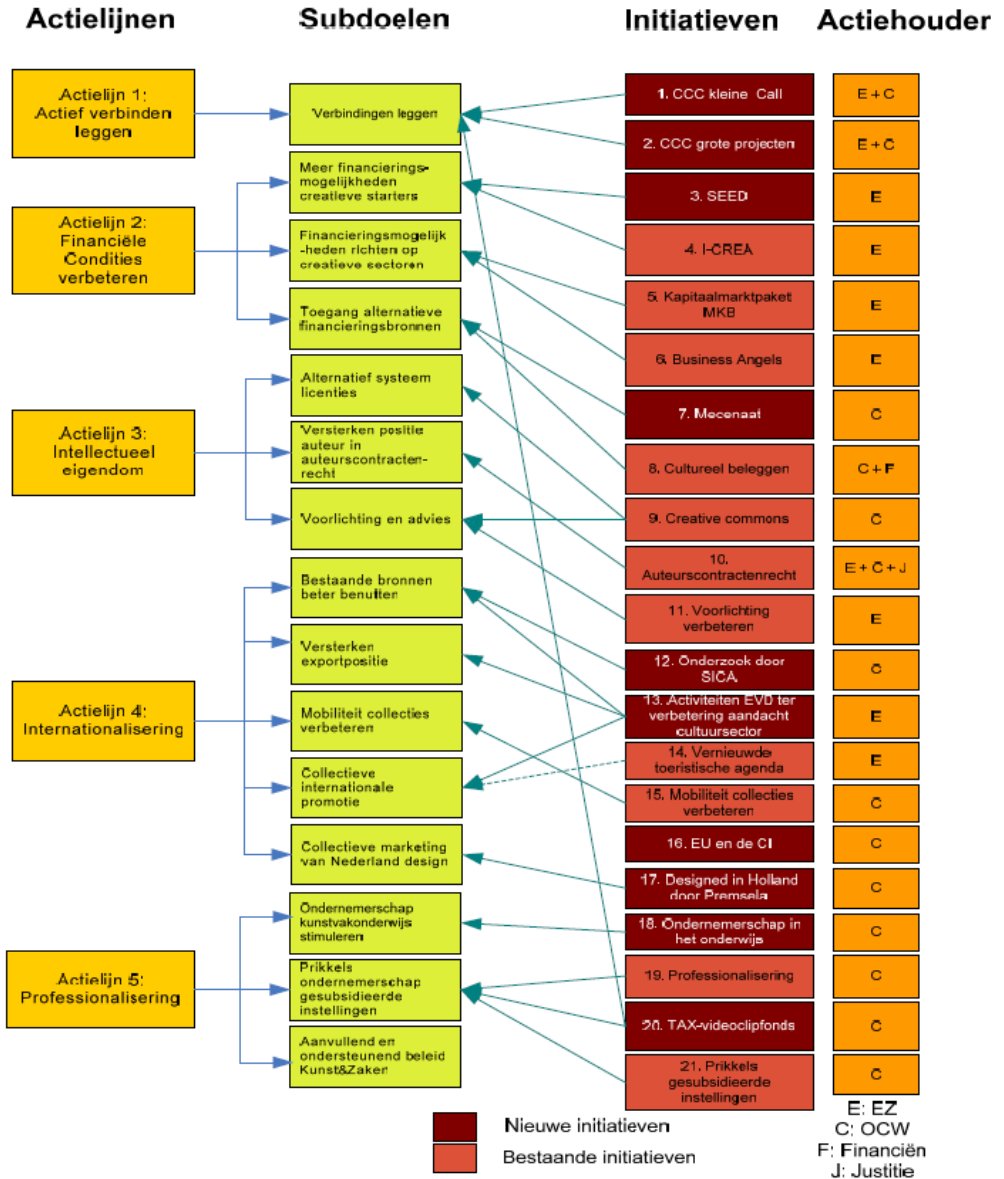 Actielijnen
Subdoelen
Initiatieven
Actiehouder
Actielijn 1:
Actief verbinden
leggen
Actielijn 2:
Financiële
Condities
verbeteren
Actielijn 3:
Intellectueel
eigendom
Actielijn 4:
Internationalisering
Actielijn 5:
Professionalisering
Verbindingen leggen
Meer financierings-
mogelijkheden
creatieve starters
Financieringsmogelijk
-heden richten op
creatieve sectoren
Toegang alternatieve
financieringsbronnen
Alternatief systeem
licenties
Versterken positie
auteur in
auteurscontracten-
recht
Voorlichting en advies
Bestaande bronnen
beter benutten
Versterken
exportpositie
Mobiliteit collecties
verbeteren
Collectieve
internationale
promotie
Collectieve marketing
van Nederland design
Ondernemerschap
kunstvakonderwijs
stimuleren
Prikkels
ondernemerschap
gesubsidieerde
instellingen
Aanvullend en
ondersteunend beleid
Kunst&Zaken
1. CCC kleine Call
2. CCC grote projecten
3. SEED
4. I-CREA
5. Kapitaalmarktpakket
MKB
6. Business Angels
7. Mecenaat
8. Cultureel beleggen
9. Creative commons
10.
Auteurscontractenrecht
11. Voorlichting
verbeteren
12. Onderzoek door
SICA
13. Activiteiten EVD ter
verbetering aandacht
cultuursector
14. Vernieuwde
toeristische agenda
15. Mobiliteit collecties
verbeteren
16. EU en de CI
17. Designed in Holland
door Premsela
18. Ondernemerschap in
het onderwijs
19. Professionalisering
20. TAX-videoclipfonds
21. Prikkels
gesubsidieerde
instellingen
E + C
E + C
E
E
E
E
C
C + F
C
E + C + J
E
C
E
E
C
C
C
C
C
C
C
Nieuwe initiatieven
Bestaande initiatieven
E: EZ
C: OCW
F: Financiën
J: Justitie